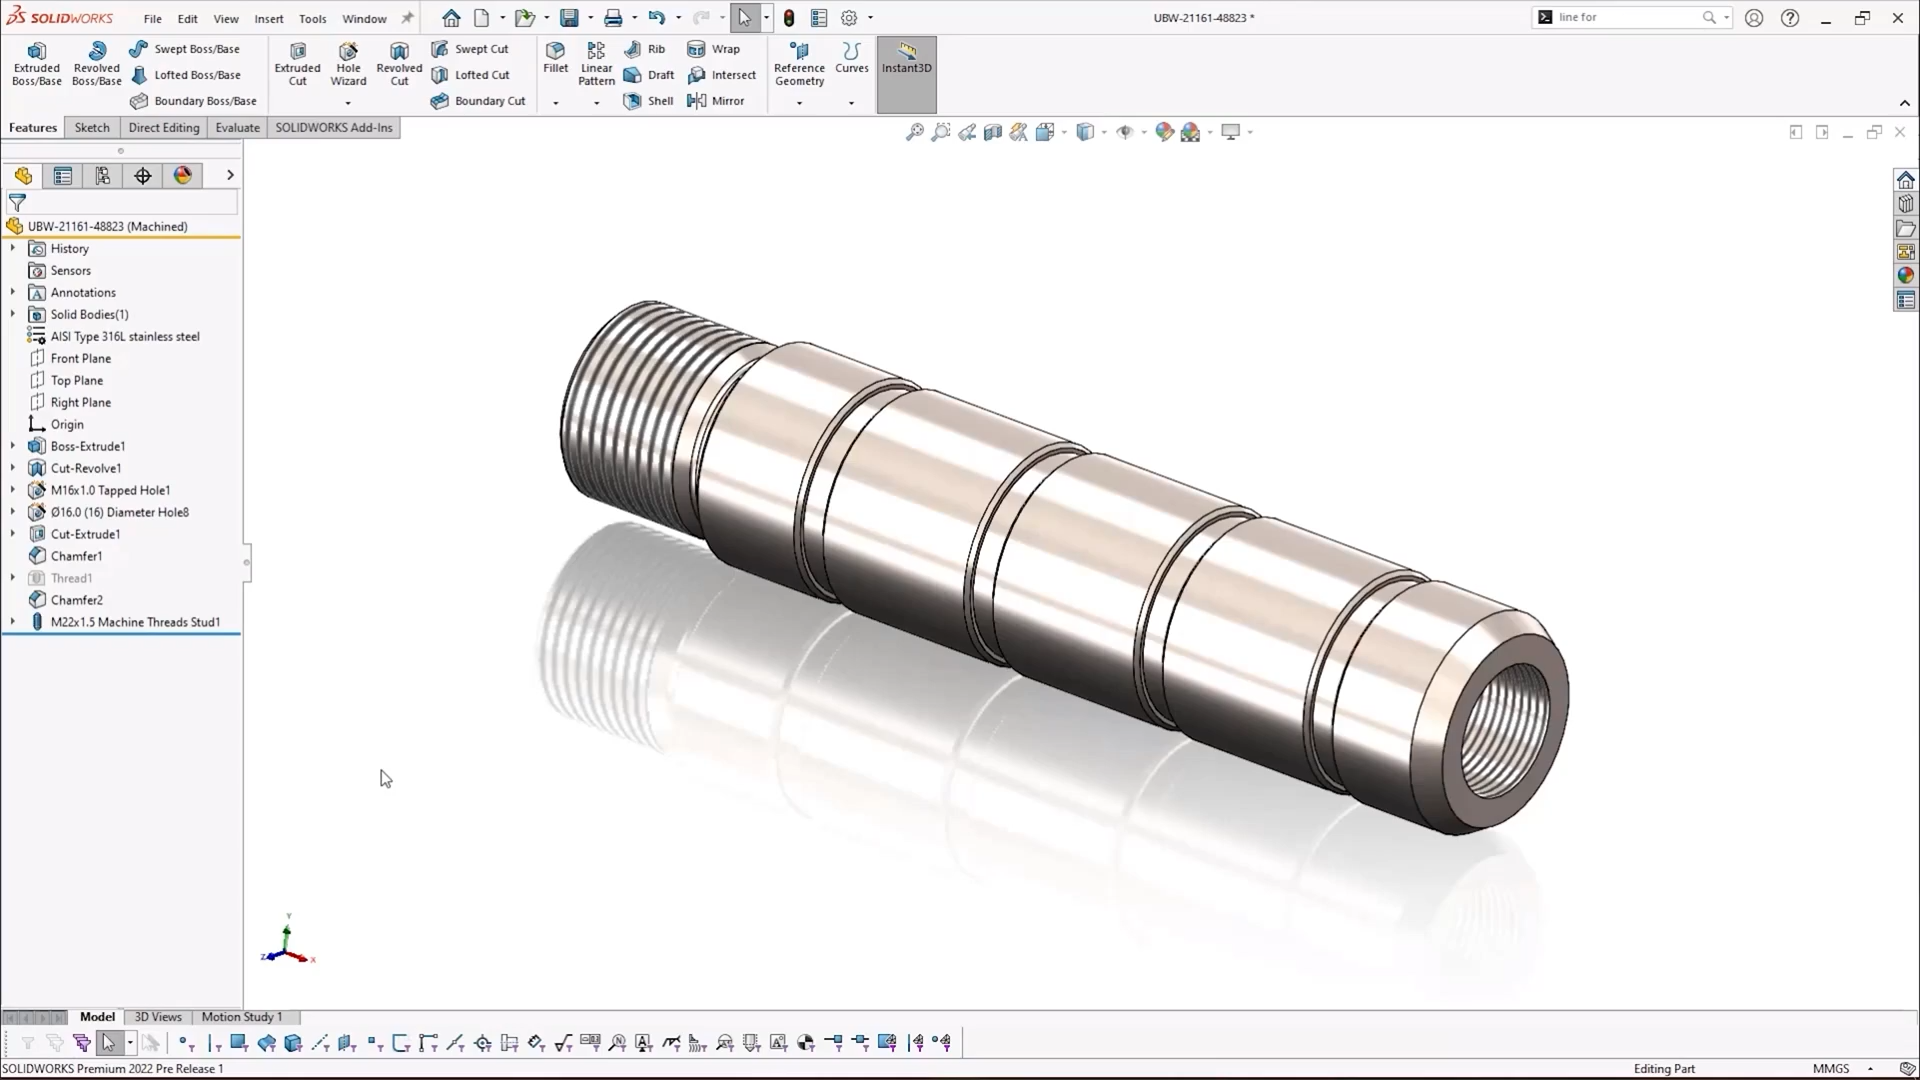 SOLIDWORKS
File Edit View Insert Tools Window
UBW-21161-48823 *
line for
Extruded Boss/Base
Revolved Boss/Base
Swept Boss/Base
Lofted Boss/Base
Boundary Boss/Base
Extruded Cut
Hole Wizard
Revolved Cut
Swept Cut
Lofted Cut
Boundary Cut
Fillet
Linear Pattern
Rib
Draft
Shell
Wrap
Intersect
Mirror
Reference Geometry
Curves
Instant3D
Features Sketch Direct Editing Evaluate SOLIDWORKS Add-Ins
UBW-21161-48823 (Machined)
History
Sensors
Annotations
Solid Bodies(1)
AISI Type 316L stainless steel
Front Plane
Top Plane
Right Plane
Origin
Boss-Extrude1
Cut-Revolve1
M16x1.0 Tapped Hole1
Ø16.0 (16) Diameter Hole8
Cut-Extrude1
Chamfer1
Thread1
Chamfer2
M22x1.5 Machine Threads Stud1
Y
Z X
Model 3D Views Motion Study 1
SOLIDWORKS Premium 2022 Pre Release 1
Editing Part
MMGS